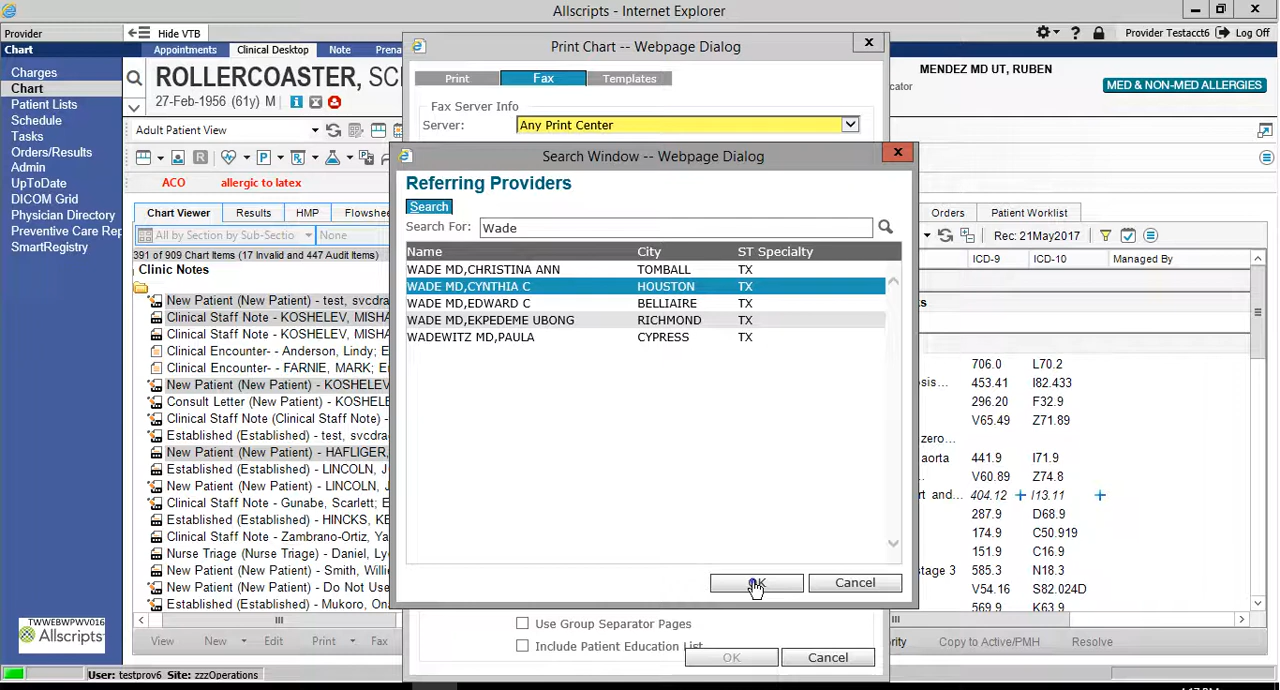 Allscripts - Internet Explorer
Provider
Hide VTB
Provider Testacct6 Log Off
Chart
Appointments Clinical Desktop Note Prena
Charges
Chart
Patient Lists
Schedule
Tasks
Orders/Results
Admin
UpToDate
DICOM Grid
Physician Directory
Preventive Care Rep
SmartRegistry
ROLLERCOASTER, SC
27-Feb-1956 (61y) M
MENDEZ MD UT, RUBEN
cator
MED & NON-MED ALLERGIES
Adult Patient View
ACO allergic to latex
Chart Viewer Results HMP Flowshee
All by Section by Sub-Sectio None
391 of 909 Chart Items (17 Invalid and 447 Audit Items)
Clinic Notes
New Patient (New Patient) - test, svcdra
Clinical Staff Note - KOSHELEV, MISHA
Clinical Staff Note - KOSHELEV, MISHA
Clinical Encounter- - Anderson, Lindy; E
Clinical Encounter- - FARNIE, MARK; E
New Patient (New Patient) - KOSHELEV
Consult Letter (New Patient) - KOSHELE
Clinical Staff Note (Clinical Staff Note) -
Established (Established) - test, svcdra
New Patient (New Patient) - HAFLIGER,
Established (Established) - LINCOLN, J
New Patient (New Patient) - LINCOLN,
Clinical Staff Note - Gunabe, Scarlett; E
Established (Established) - HINCKS, KE
Clinical Staff Note - Zambrano-Ortiz, Ya
Nurse Triage (Nurse Triage) - Daniel, Ly
New Patient (New Patient) - Smith, Willi
New Patient (New Patient) - Do Not Use
Established (Established) - Mukoro, Ono
View New Edit Print Fax
Print Chart -- Webpage Dialog
Print Fax Templates
Fax Server Info
Server: Any Print Center
Search Window -- Webpage Dialog
Referring Providers
Search
Search For: Wade
Name City ST Specialty
WADE MD,CHRISTINA ANN TOMBALL TX
WADE MD,CYNTHIA C HOUSTON TX
WADE MD,EDWARD C BELLIAIRE TX
WADE MD,EKPEDEME UBONG RICHMOND TX
WADEWITZ MD,PAULA CYPRESS TX
OK Cancel
Use Group Separator Pages
Include Patient Education List
OK Cancel
Orders Patient Worklist
Rec: 21May2017
ICD-9 ICD-10 Managed By
706.0 L70.2
osis... 453.41 I82.433
296.20 F32.9
V65.49 Z71.89
zero...
aorta 441.9 I71.9
V60.89 Z74.8
rt and... 404.12 I13.11
287.9 D68.9
174.9 C50.919
151.9 C16.9
stage 3 585.3 N18.3
V54.16 S82.024D
569.9 K63.9
Copy to Active/PMH Resolve
TWWEBWPWV016
Allscripts
User: testprov6 Site: zzzOperations